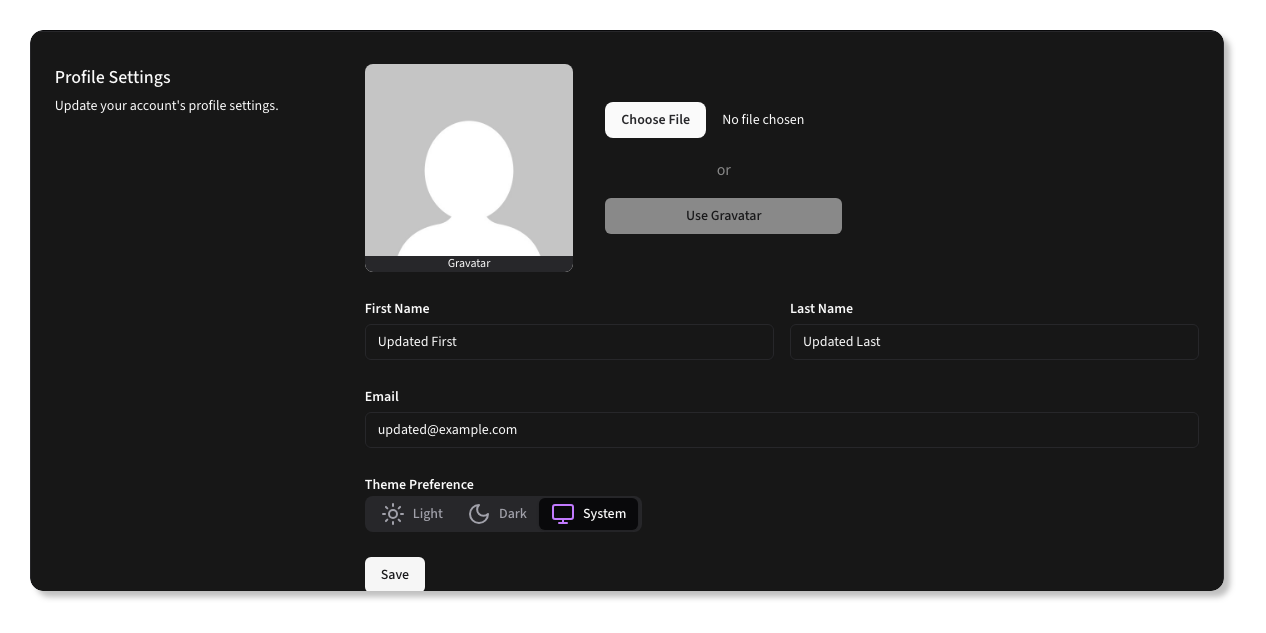 Profile Settings
Update your account's profile settings.
Gravatar
Choose File No file chosen
or
Use Gravatar
First Name
Updated First
Last Name
Updated Last
Email
updated@example.com
Theme Preference
Light Dark System
Save